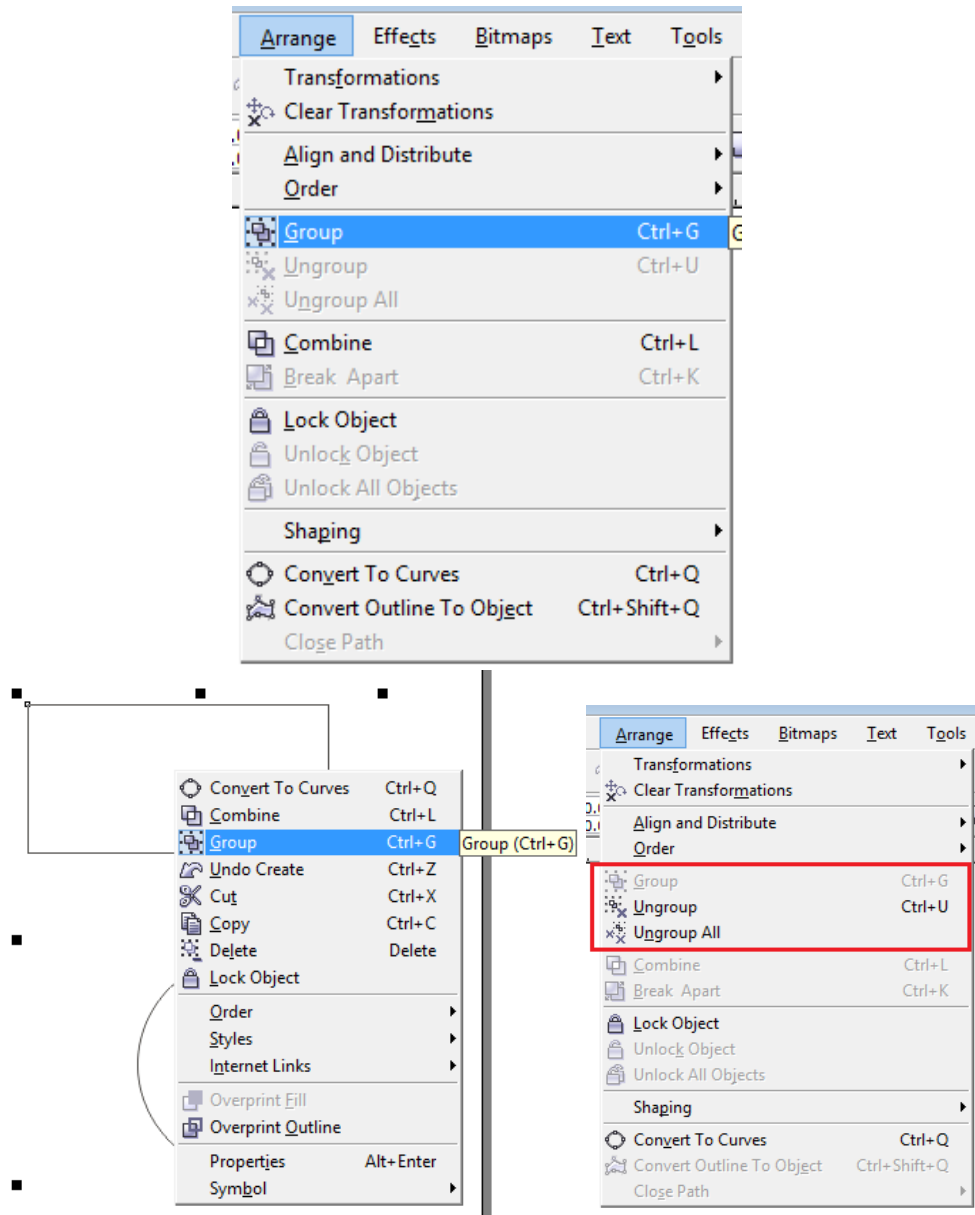 Arrange Effects Bitmaps Text Tools
Transformations
Clear Transformations
Align and Distribute
Order
Group Ctrl+G
Ungroup Ctrl+U
Ungroup All
Combine Ctrl+L
Break Apart Ctrl+K
Lock Object
Unlock Object
Unlock All Objects
Shaping
Convert To Curves Ctrl+Q
Convert Outline To Object Ctrl+Shift+Q
Close Path
Convert To Curves Ctrl+Q
Combine Ctrl+L
Group Ctrl+G
Group (Ctrl+G)
Undo Create Ctrl+Z
Cut Ctrl+X
Copy Ctrl+C
Delete Delete
Lock Object
Order
Styles
Internet Links
Overprint Fill
Overprint Outline
Properties Alt+Enter
Symbol
Arrange Effects Bitmaps Text Tools
Transformations
Clear Transformations
Align and Distribute
Order
Group Ctrl+G
Ungroup Ctrl+U
Ungroup All
Combine Ctrl+L
Break Apart Ctrl+K
Lock Object
Unlock Object
Unlock All Objects
Shaping
Convert To Curves Ctrl+Q
Convert Outline To Object Ctrl+Shift+Q
Close Path